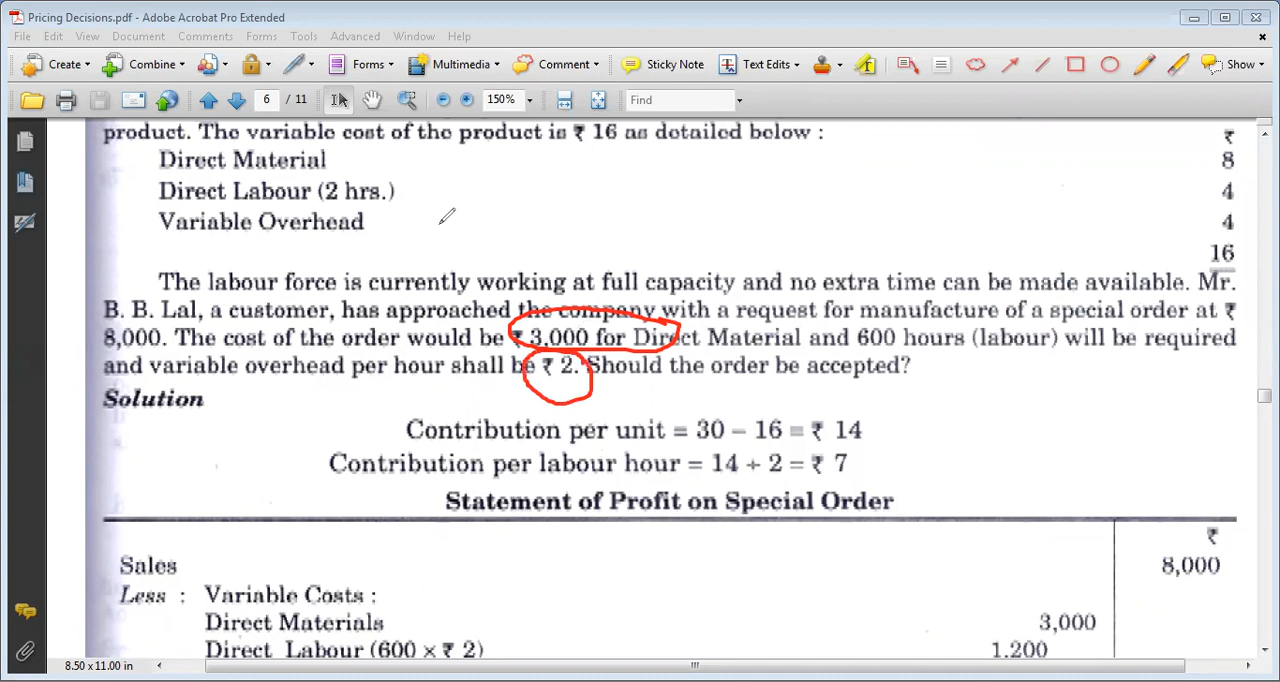 Pricing Decisions.pdf - Adobe Acrobat Pro Extended
File Edit View Document Comments Forms Tools Advanced Window Help
Create Combine Forms Multimedia Comment Sticky Note Text Edits Show
6 / 11 150% Find
product. The variable cost of the product is ₹ 16 as detailed below : ₹
Direct Material 8
Direct Labour (2 hrs.) 4
Variable Overhead 4
16
The labour force is currently working at full capacity and no extra time can be made available. Mr.
B. B. Lal, a customer, has approached the company with a request for manufacture of a special order at ₹
8,000. The cost of the order would be ₹ 3,000 for Direct Material and 600 hours (labour) will be required
and variable overhead per hour shall be ₹ 2. Should the order be accepted?
Solution
Contribution per unit = 30 – 16 = ₹ 14
Contribution per labour hour = 14 ÷ 2 = ₹ 7
Statement of Profit on Special Order
₹
Sales 8,000
Less : Variable Costs :
Direct Materials 3,000
Direct Labour (600 × ₹ 2) 1,200
8.50 x 11.00 in